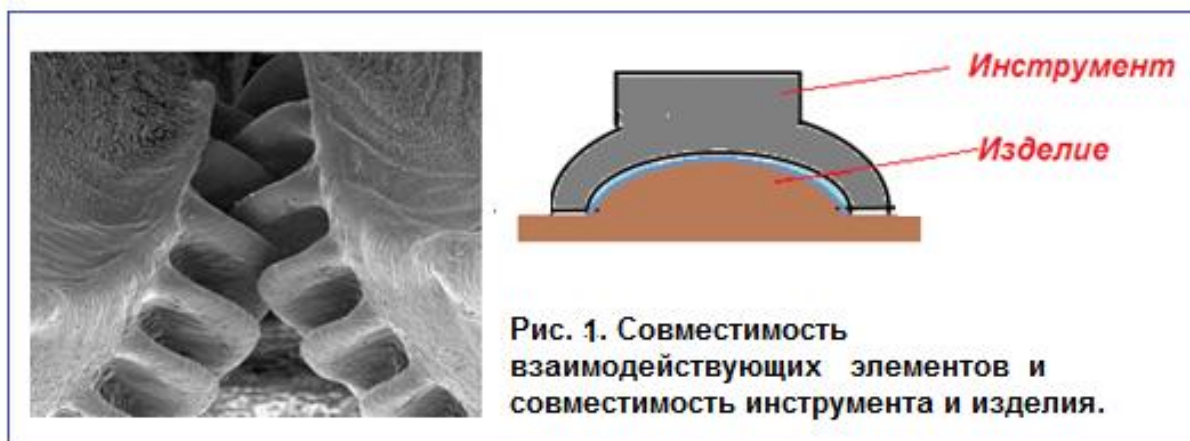 Инструмент
Изделие
Рис. 1. Совместимость
взаимодействующих элементов и
совместимость инструмента и изделия.